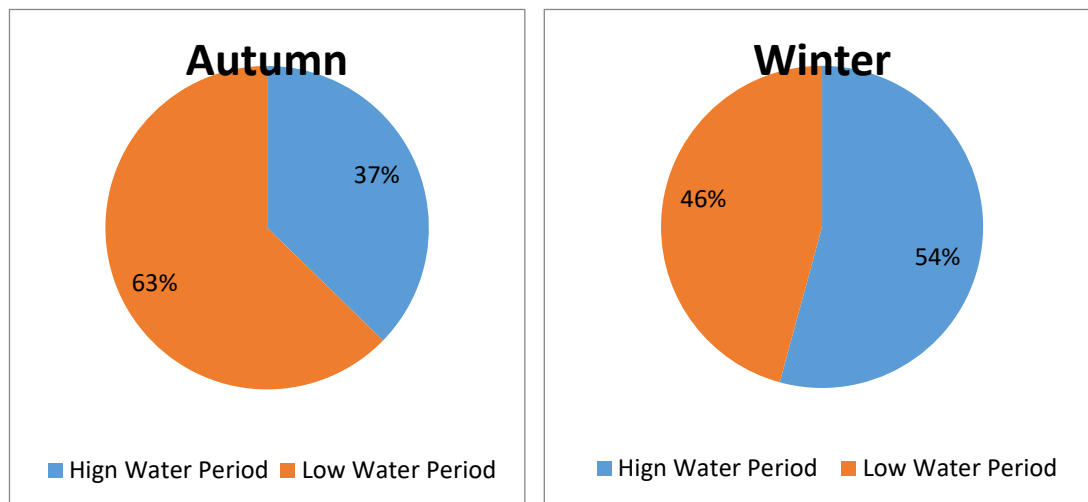 Autumn
37%
63%
Hign Water Period Low Water Period
Winter
46%
54%
Hign Water Period Low Water Period